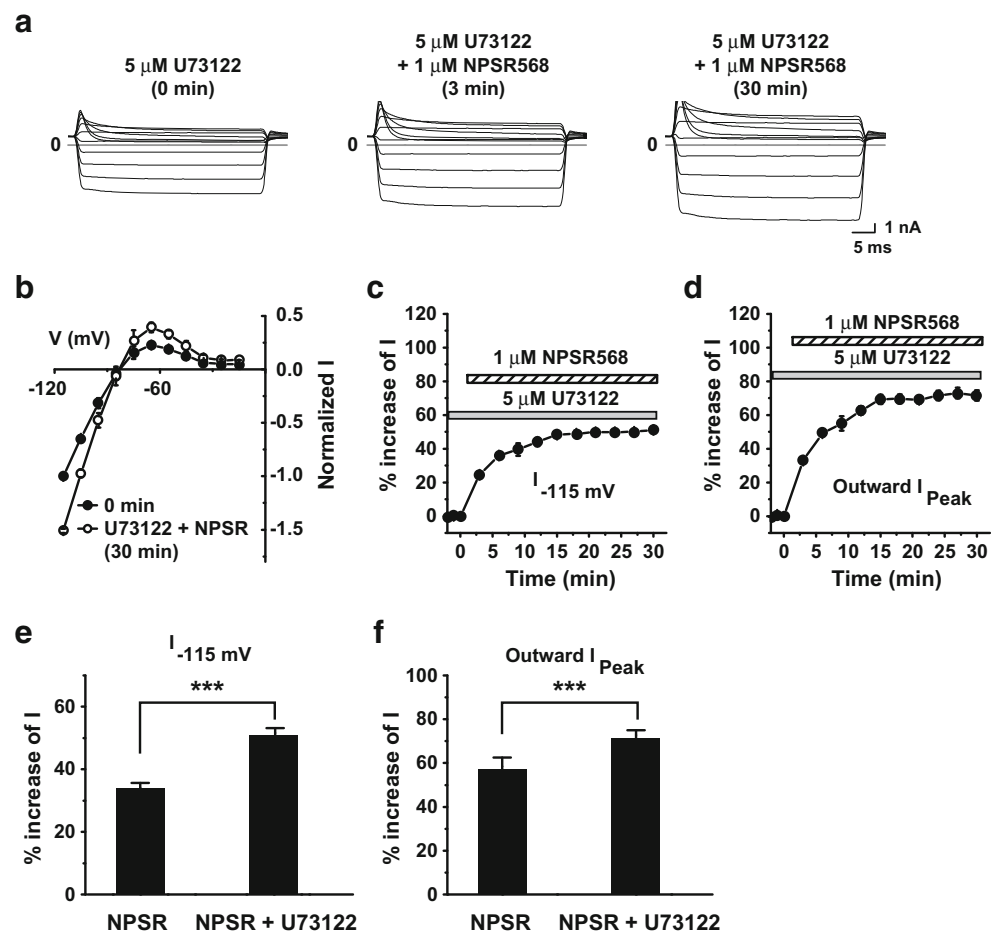 a
5 μM U73122
(0 min)
5 μM U73122
+ 1 μM NPSR568
(3 min)
5 μM U73122
+ 1 μM NPSR568
(30 min)
0
0
0
1 nA
5 ms
b
V (mV)
-120
-60
0.5
0.0
-0.5
-1.0
-1.5
Normalized I
0 min
U73122 + NPSR
(30 min)
c
% increase of I
120
100
80
60
40
20
0
1 μM NPSR568
5 μM U73122
I -115 mV
0 5 10 15 20 25 30
Time (min)
d
% increase of I
120
100
80
60
40
20
0
1 μM NPSR568
5 μM U73122
Outward I Peak
0 5 10 15 20 25 30
Time (min)
e
I -115 mV
% increase of I
60
40
20
0
***
NPSR NPSR + U73122
f
Outward I Peak
% increase of I
100
80
60
40
20
0
***
NPSR NPSR + U73122